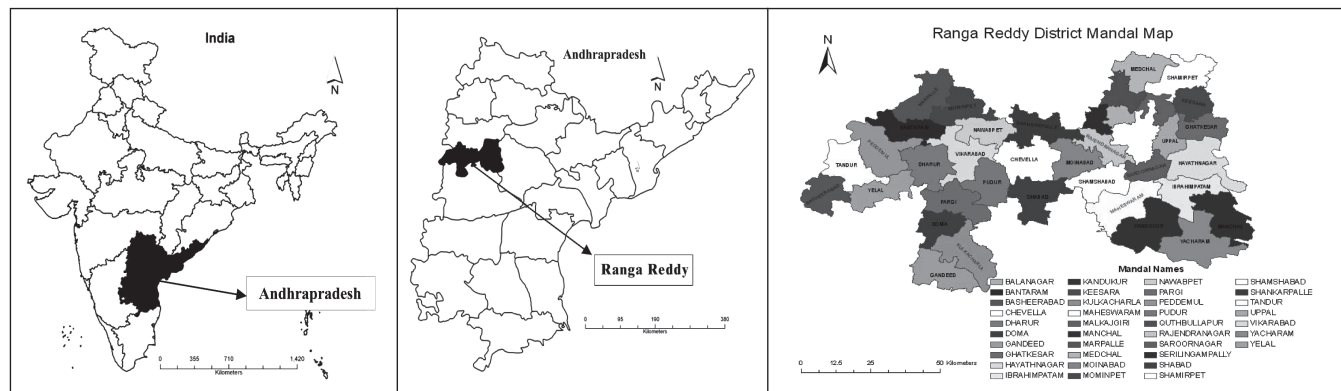 India
N
Andhrapradesh
0 355 710 1,420
Kilometers
Andhrapradesh
N
Ranga Reddy
0 95 190 380
Kilometers
Ranga Reddy District Mandal Map
N
MEDCHAL
SHAMIRPET
GHATKESAR
UPPAL
NAWABPET
VIKARABAD
CHEVELLA
MOINABAD
HAYATHNAGAR
TANDUR
DHARUR
PUDUR
SHAMSHABAD
IBRAHIMPATAM
YELAL
PARGI
DOMA
YACHARAM
GANDEED
Mandal Names
BALANAGAR KANDUKUR NAWABPET SHAMSHABAD
BANTARAM KEESARA PARGI SHANKARPALLE
BASHEERABAD KULKACHARLA PEDDEMUL TANDUR
CHEVELLA MAHESWARAM PUDUR UPPAL
DHARUR MALKAJGIRI QUTHBULLAPUR VIKARABAD
DOMA MANCHAL RAJENDRANAGAR YACHARAM
GANDEED MARPALLE SAROORNAGAR YELAL
GHATKESAR MEDCHAL SERILINGAMPALLY
HAYATHNAGAR MOINABAD SHABAD
IBRAHIMPATAM MOMINPET SHAMIRPET
0 12.5 25 50 Kilometers